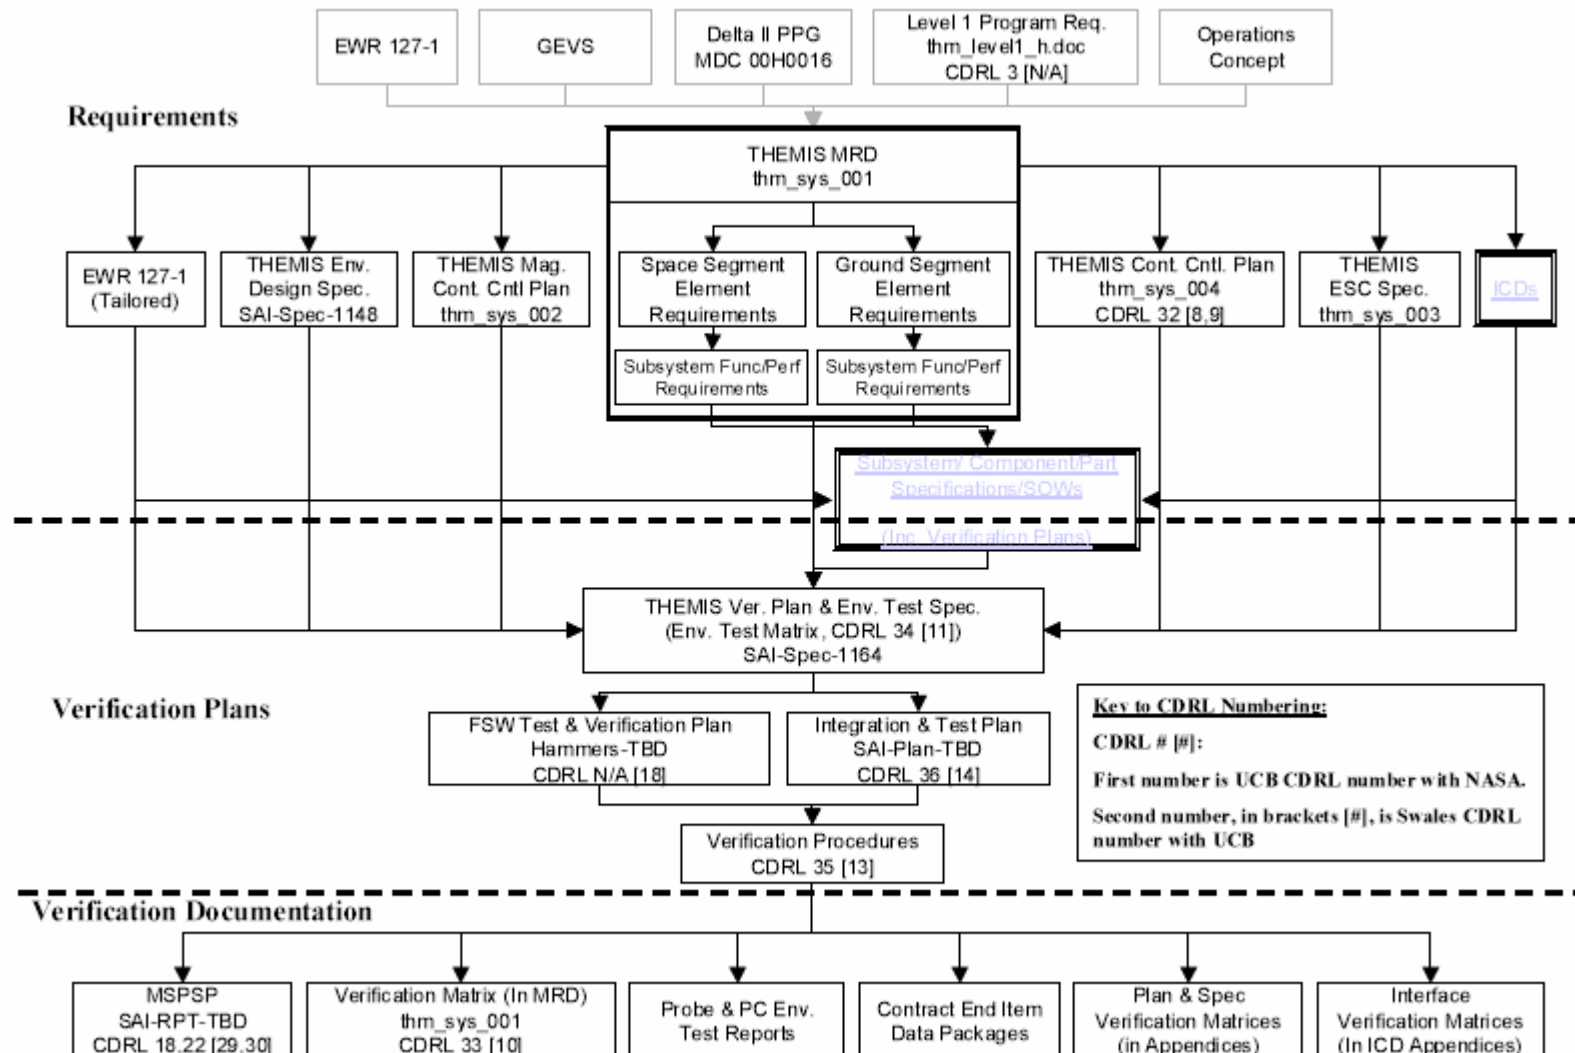 EWR 127-1
GEVS
Delta II PPG
MDC 00H0016
Level 1 Program Req.
thm_level1_h.doc
CDRL 3 [N/A]
Operations
Concept
Requirements
THEMIS MRD
thm_sys_001
EWR 127-1
(Tailored)
THEMIS Env.
Design Spec.
SAI-Spec-1148
THEMIS Mag.
Cont. Cntl Plan
thm_sys_002
Space Segment
Element
Requirements
Ground Segment
Element
Requirements
THEMIS Cont. Cntl. Plan
thm_sys_004
CDRL 32 [8,9]
THEMIS
ESC Spec.
thm_sys_003
ICDs
Subsystem Func/Perf
Requirements
Subsystem Func/Perf
Requirements
Subsystem/ Component/Part
Specifications/SOWs
(Inc. Verification Plans)
THEMIS Ver. Plan & Env. Test Spec.
(Env. Test Matrix, CDRL 34 [11])
SAI-Spec-1164
Verification Plans
FSW Test & Verification Plan
Hammers-TBD
CDRL N/A [18]
Integration & Test Plan
SAI-Plan-TBD
CDRL 36 [14]
Key to CDRL Numbering:
CDRL # [#]:
First number is UCB CDRL number with NASA.
Second number, in brackets [#], is Swales CDRL
number with UCB
Verification Procedures
CDRL 35 [13]
Verification Documentation
MSPSP
SAI-RPT-TBD
CDRL 18,22 [29,30]
Verification Matrix (In MRD)
thm_sys_001
CDRL 33 [10]
Probe & PC Env.
Test Reports
Contract End Item
Data Packages
Plan & Spec
Verification Matrices
(in Appendices)
Interface
Verification Matrices
(In ICD Appendices)